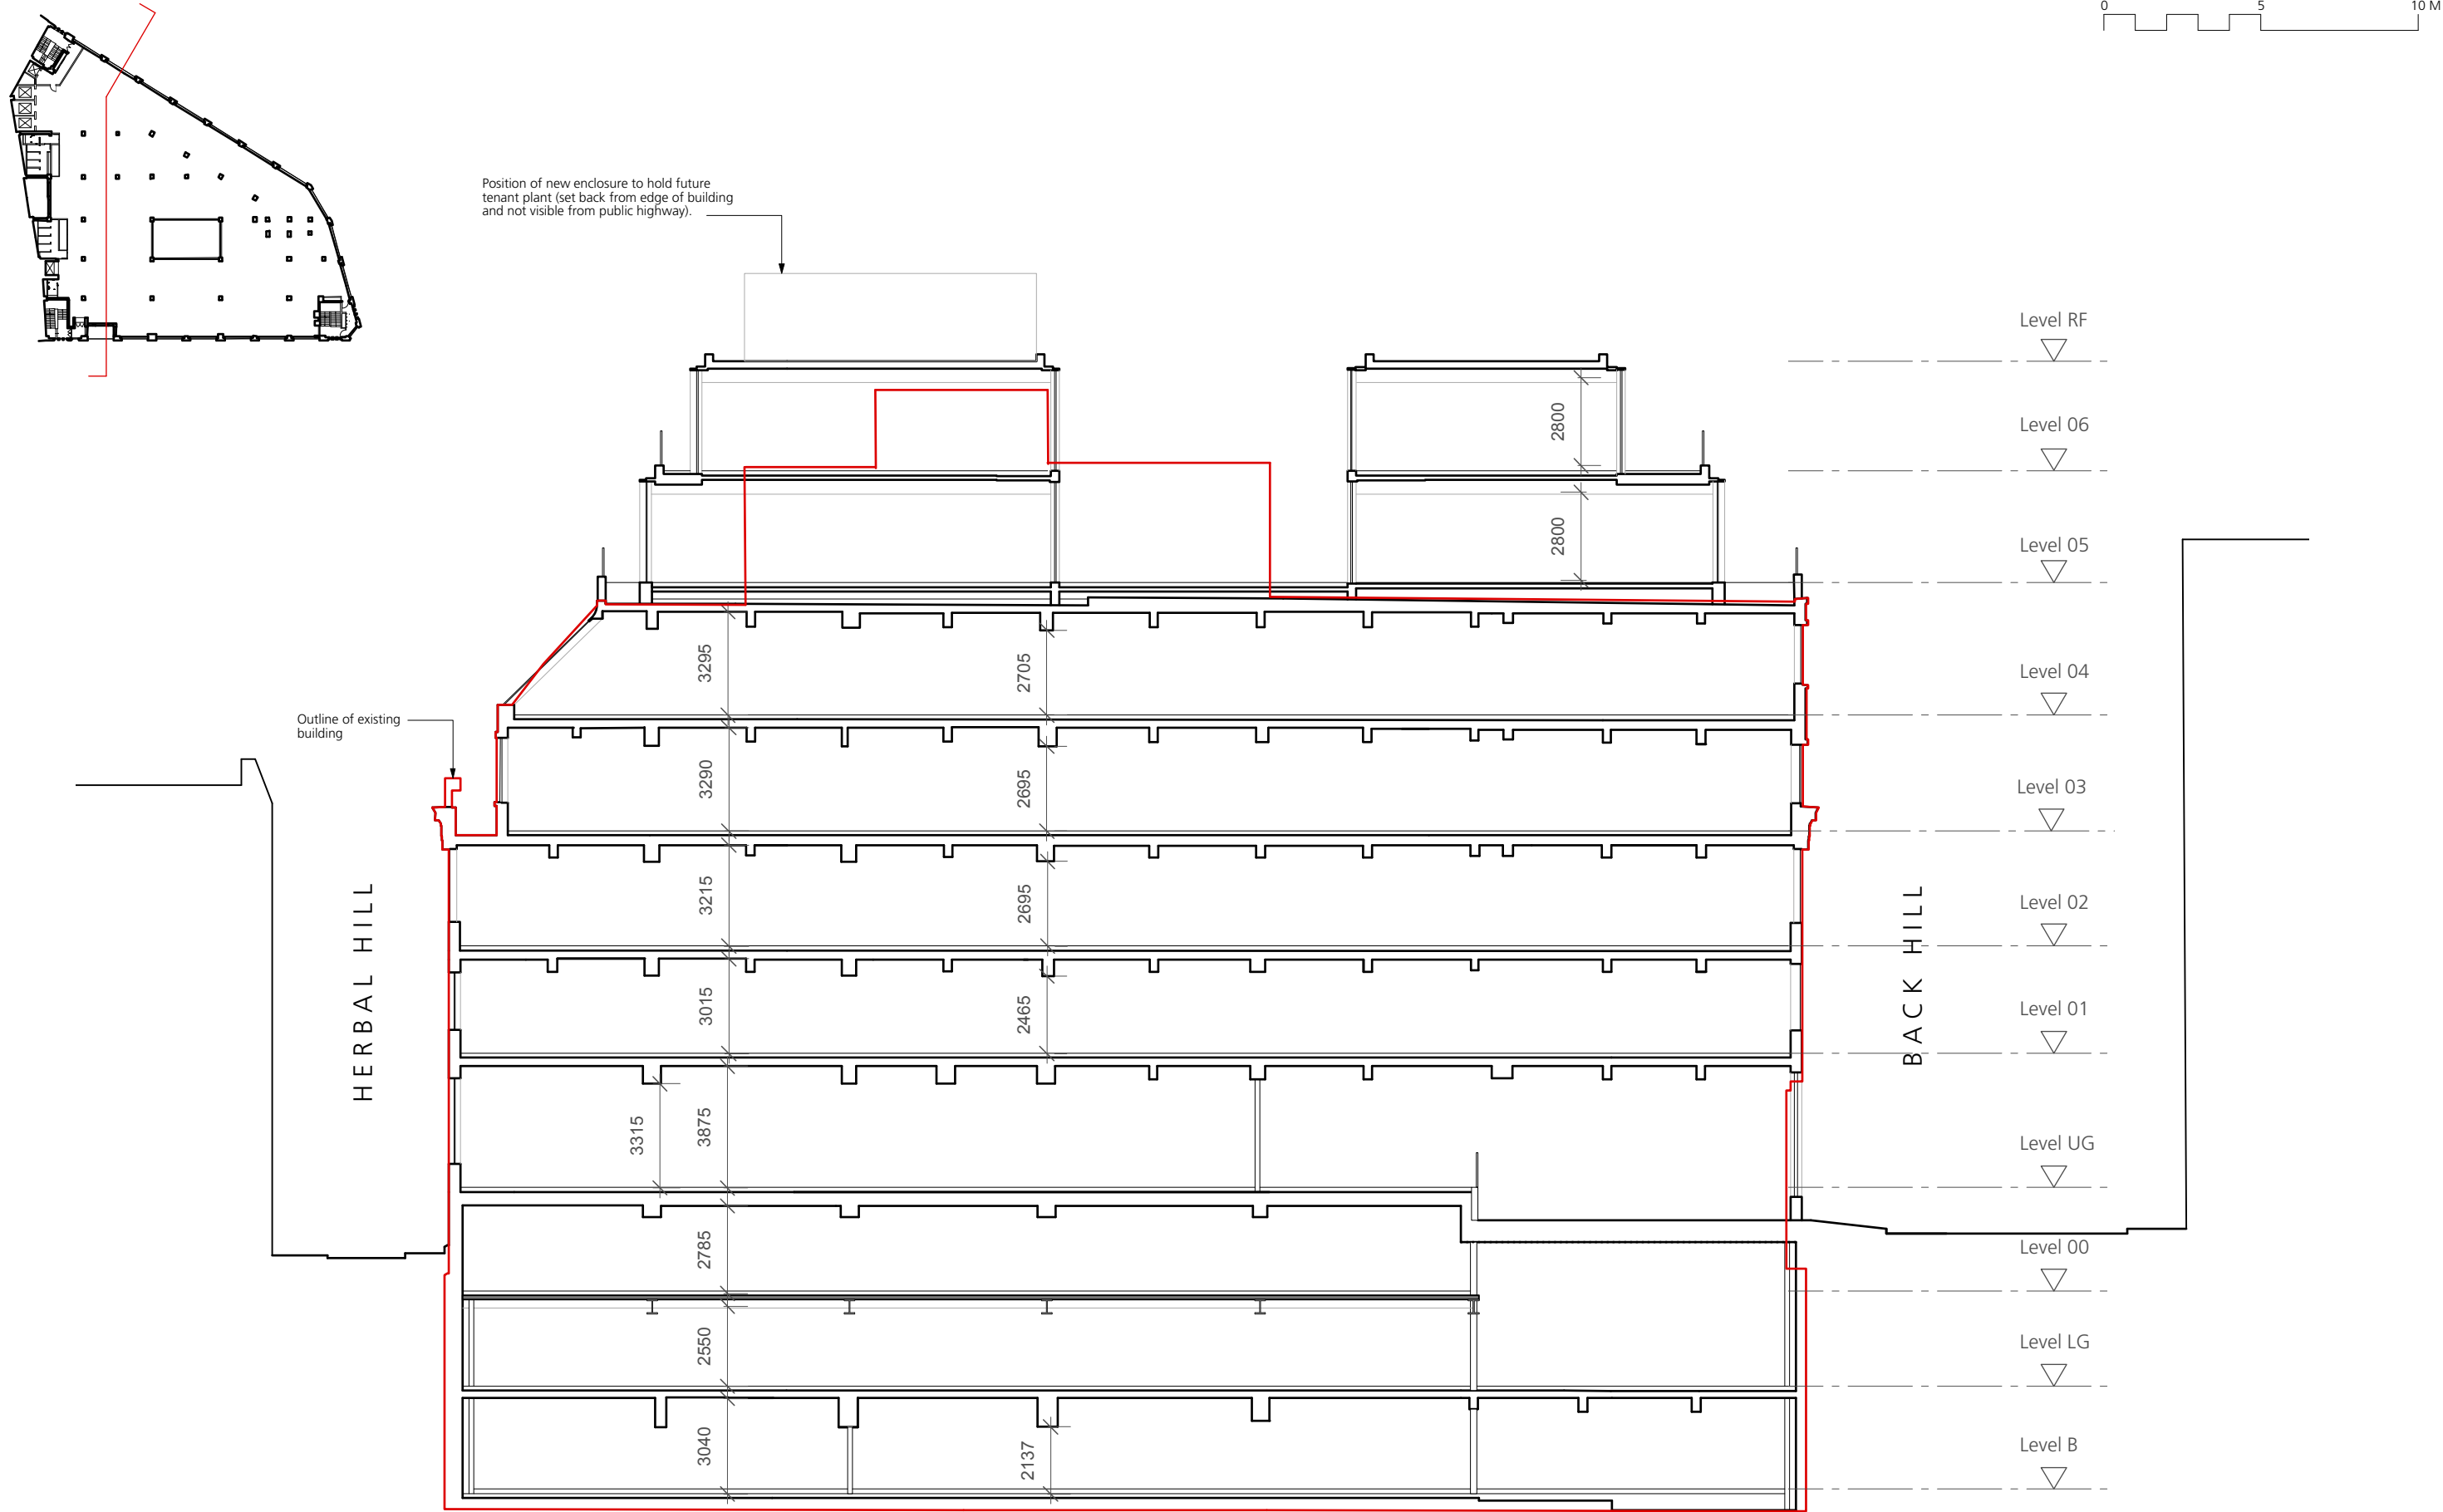 0 5 10 M
Position of new enclosure to hold future
tenant plant (set back from edge of building
and not visible from public highway).
Level RF
Level 06
2800
Level 05
2800
Level 04
3295
2705
Outline of existing
building
Level 03
3290
2695
Level 02
3215
2695
HERBAL HILL
BACK HILL
Level 01
3015
2465
Level UG
3315
3875
Level 00
2785
Level LG
2550
Level B
3040
2137